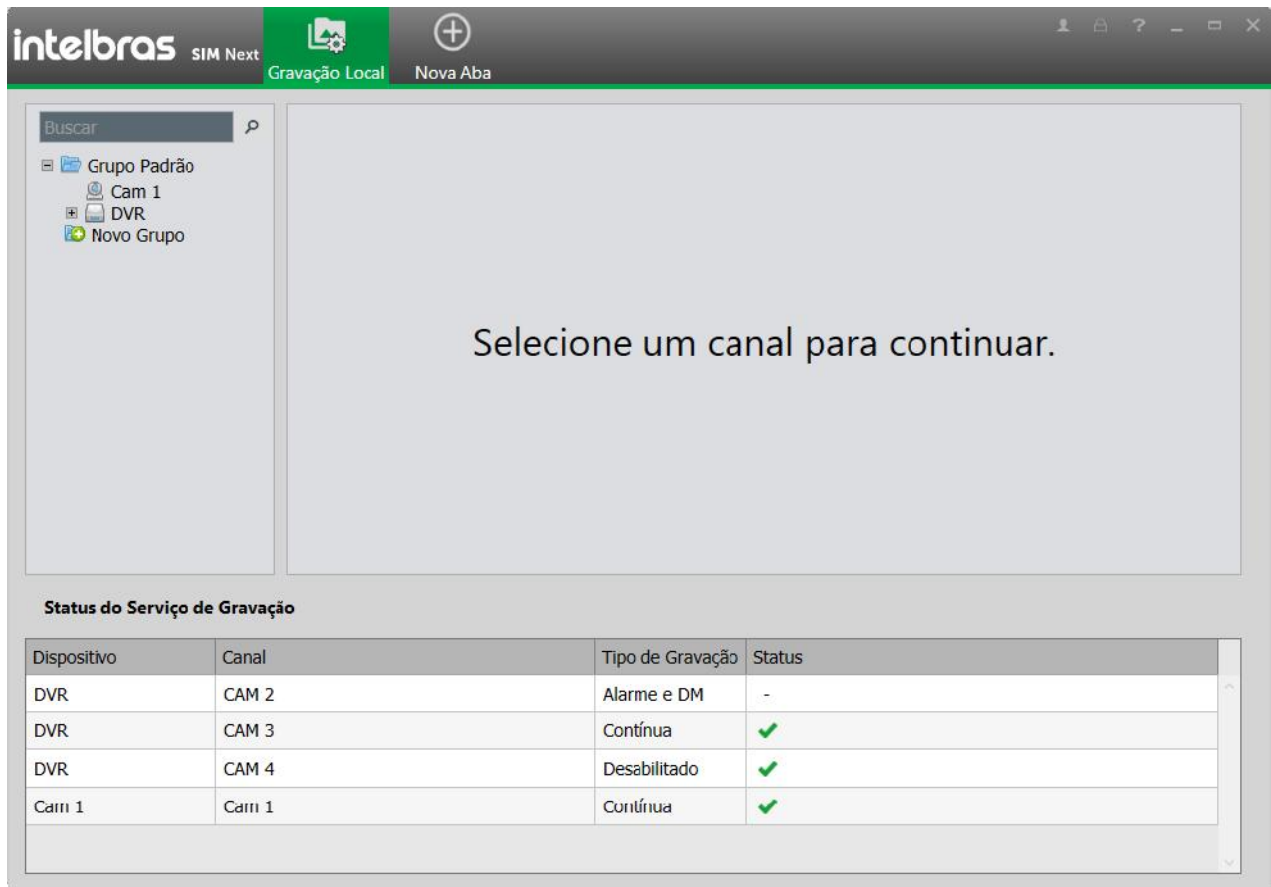 intelbras SIM Next
Gravação Local
Nova Aba
?
Buscar
Grupo Padrão
Cam 1
DVR
Novo Grupo
Selecione um canal para continuar.
Status do Serviço de Gravação
Dispositivo Canal Tipo de Gravação Status
DVR CAM 2 Alarme e DM -
DVR CAM 3 Contínua
DVR CAM 4 Desabilitado
Cam 1 Cam 1 Contínua